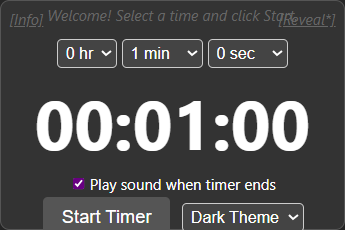 Welcome! Select a time and click Start
[Info] [Reveal*]
0 hr 1 min 0 sec
00:01:00
Play sound when timer ends
Start Timer Dark Theme